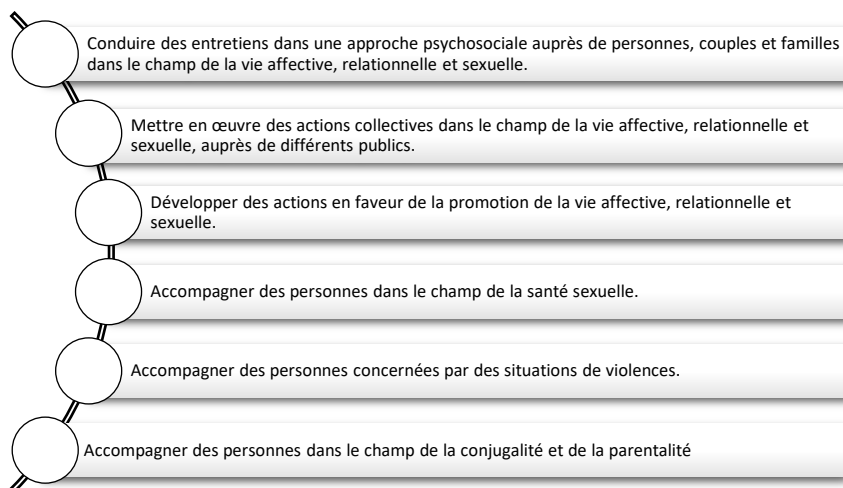 Conduire des entretiens dans une approche psychosociale auprès de personnes, couples et familles
dans le champ de la vie affective, relationnelle et sexuelle.
Mettre en œuvre des actions collectives dans le champ de la vie affective, relationnelle et
sexuelle, auprès de différents publics.
Développer des actions en faveur de la promotion de la vie affective, relationnelle et
sexuelle.
Accompagner des personnes dans le champ de la santé sexuelle.
Accompagner des personnes concernées par des situations de violences.
Accompagner des personnes dans le champ de la conjugalité et de la parentalité